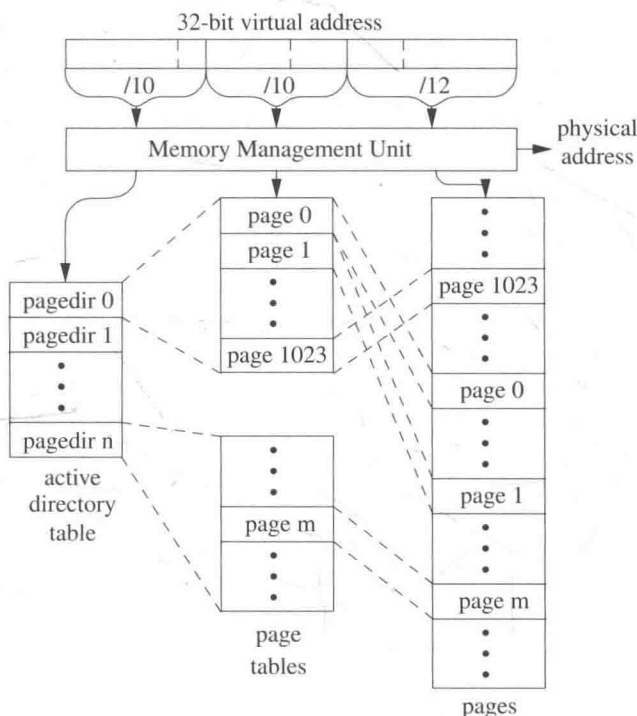 32-bit virtual address
/10
/10
/12
Memory Management Unit
physical
address
pagedir 0
pagedir 1
pagedir n
active
directory
table
page 0
page 1
page 1023
page m
page
tables
page 1023
page 0
page 1
page m
pages